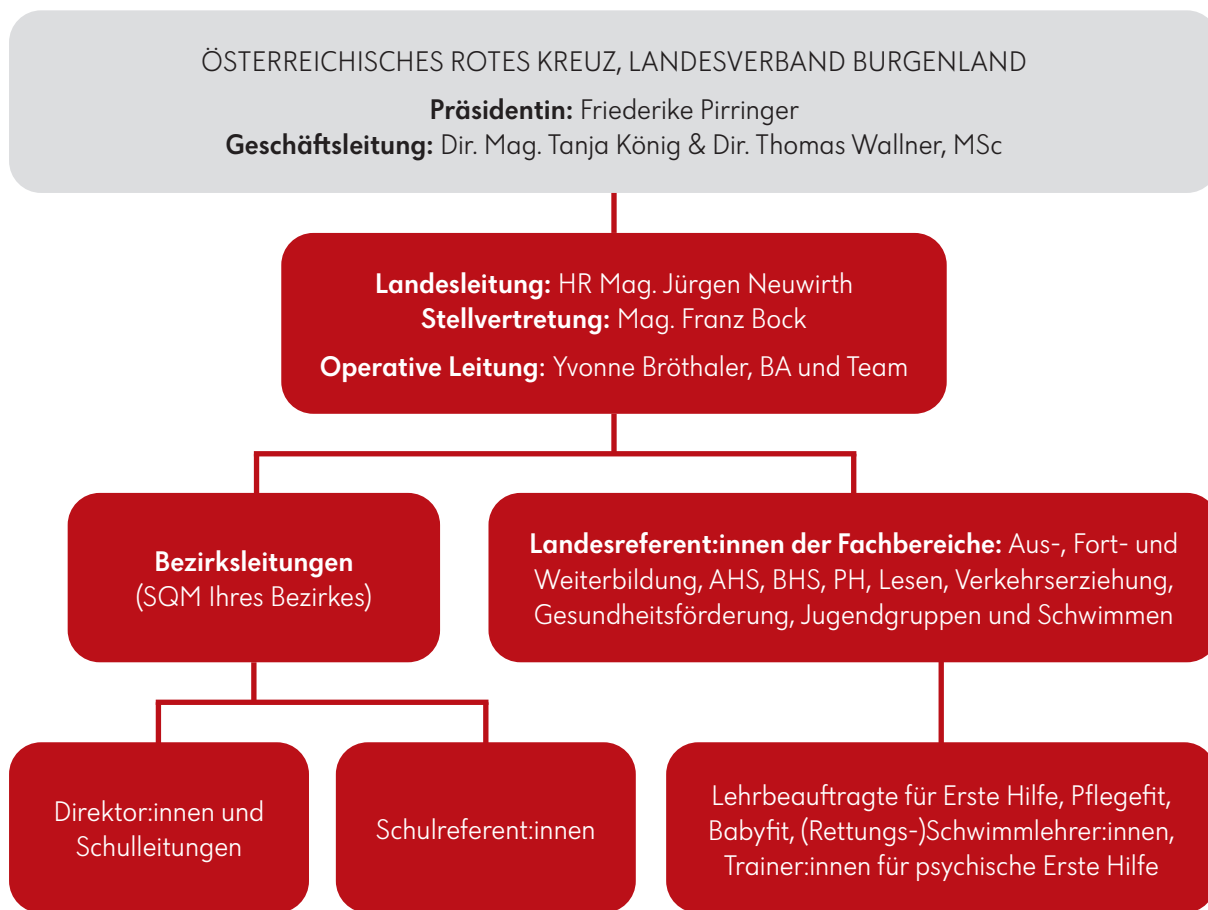 ÖSTERREICHISCHES ROTES KREUZ, LANDESVERBAND BURGENLAND
Präsidentin: Friederike Pirringer
Geschäftsleitung: Dir. Mag. Tanja König & Dir. Thomas Wallner, MSc
Landesleitung: HR Mag. Jürgen Neuwirth
Stellvertretung: Mag. Franz Bock
Operative Leitung: Yvonne Bröthaler, BA und Team
Bezirksleitungen
(SQM Ihres Bezirkes)
Landesreferent:innen der Fachbereiche: Aus-, Fort- und
Weiterbildung, AHS, BHS, PH, Lesen, Verkehrserziehung,
Gesundheitsförderung, Jugendgruppen und Schwimmen
Direktor:innen und
Schulleitungen
Schulreferent:innen
Lehrbeauftragte für Erste Hilfe, Pflegefit,
Babyfit, (Rettungs-)Schwimmlehrer:innen,
Trainer:innen für psychische Erste Hilfe